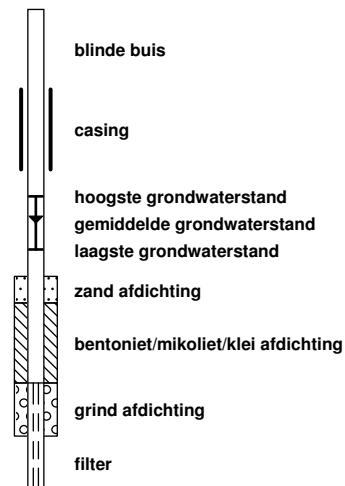 blinde buis
casing
hoogste grondwaterstand
gemiddelde grondwaterstand
laagste grondwaterstand
zand afdichting
bentoniet/mikoliet/klei afdichting
grind afdichting
filter